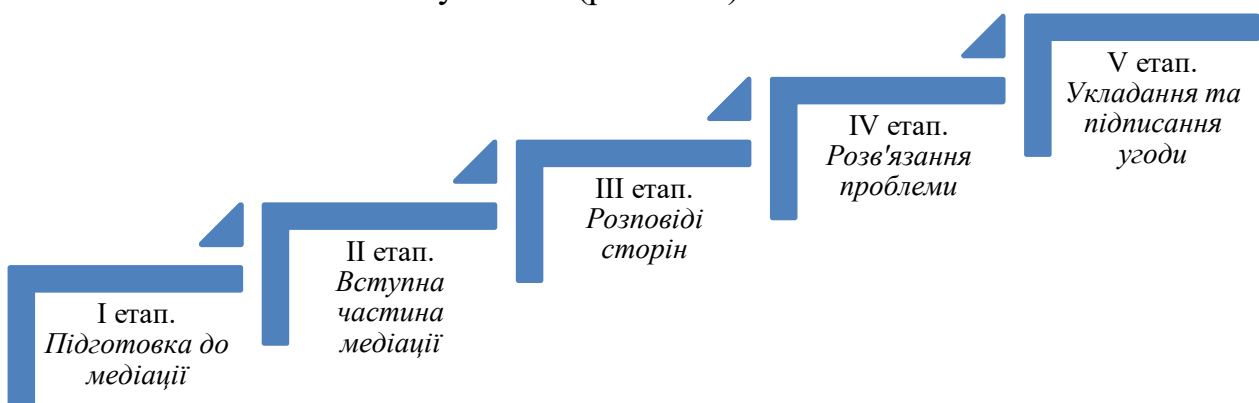 I етап.
Підготовка до
медіації
II етап.
Вступна
частина
медіації
III етап.
Розповіді
сторін
IV етап.
Розв'язання
проблеми
V етап.
Укладання та
підписання
угоди